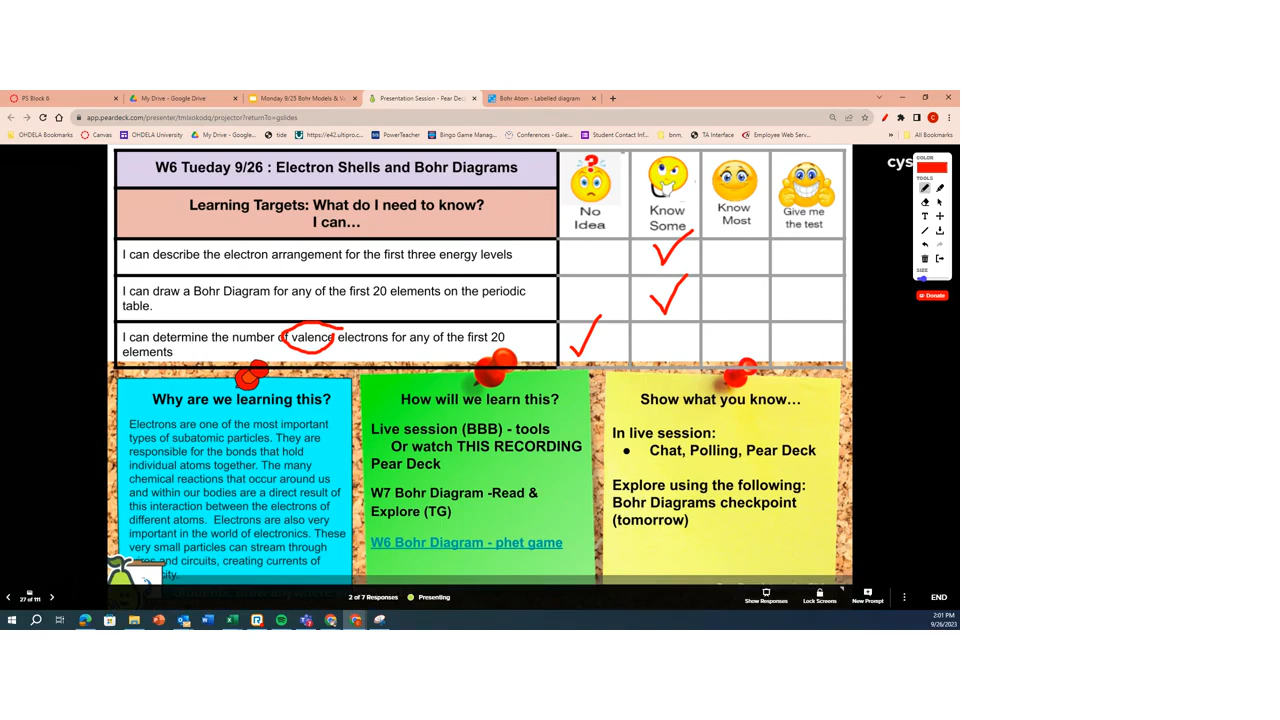 PS Block 6
My Drive - Google Drive
Monday 9/25 Bohr Models & V
Presentation Session - Pear Dec
Bohr Atom - Labelled diagram
app.peardeck.com/presenter/tmlxokodq/projector?returnTo=gslides
OHDELA Bookmarks
Canvas
OHDELA University
My Drive - Google...
tide
https://e42.ultipro.c...
PowerTeacher
Bingo Game Manag...
Conferences - Gale...
Student Contact Inf...
bnm,
TA Interface
Employee Web Serv...
All Bookmarks
W6 Tueday 9/26 : Electron Shells and Bohr Diagrams
No
Idea
Know
Some
Know
Most
Give me
the test
cys
COLOR
TOOLS
SIZE
Donate
Learning Targets: What do I need to know?
I can…
I can describe the electron arrangement for the first three energy levels
I can draw a Bohr Diagram for any of the first 20 elements on the periodic
table.
I can determine the number of valence electrons for any of the first 20
elements
Why are we learning this?
Electrons are one of the most important
types of subatomic particles. They are
responsible for the bonds that hold
individual atoms together. The many
chemical reactions that occur around us
and within our bodies are a direct result of
this interaction between the electrons of
different atoms. Electrons are also very
important in the world of electronics. These
very small particles can stream through
and circuits, creating currents of
city.
How will we learn this?
Live session (BBB) - tools
Or watch THIS RECORDING
Pear Deck
W7 Bohr Diagram -Read &
Explore (TG)
W6 Bohr Diagram - phet game
Show what you know…
In live session:
● Chat, Polling, Pear Deck
Explore using the following:
Bohr Diagrams checkpoint
(tomorrow)
27 of 111
2 of 7 Responses
Presenting
Show Responses
Lock Screens
New Prompt
END
2:01 PM
9/26/2023